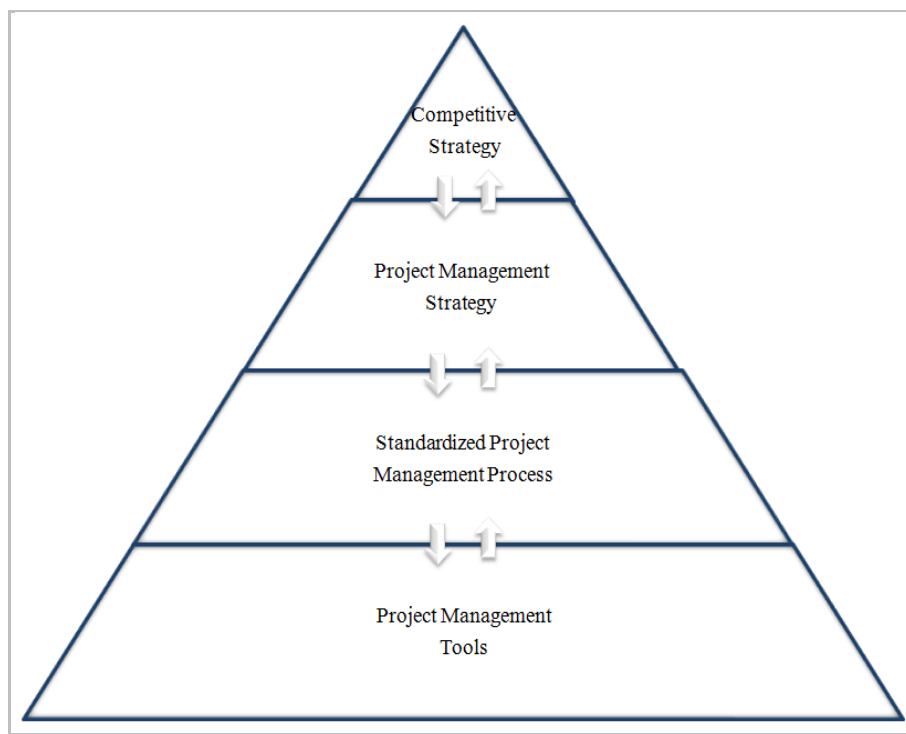 Competitive
Strategy
Project Management
Strategy
Standardized Project
Management Process
Project Management
Tools